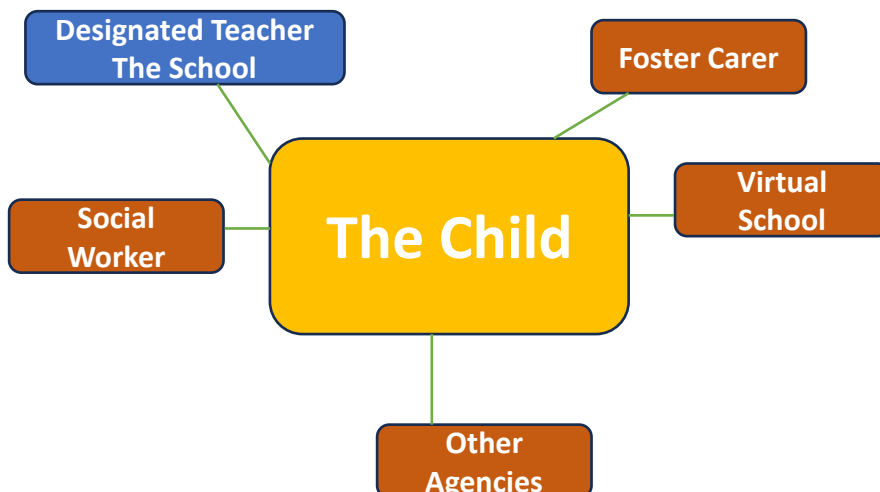 Designated Teacher
The School
Foster Carer
Virtual
School
Social
Worker
The Child
Other
Agencies